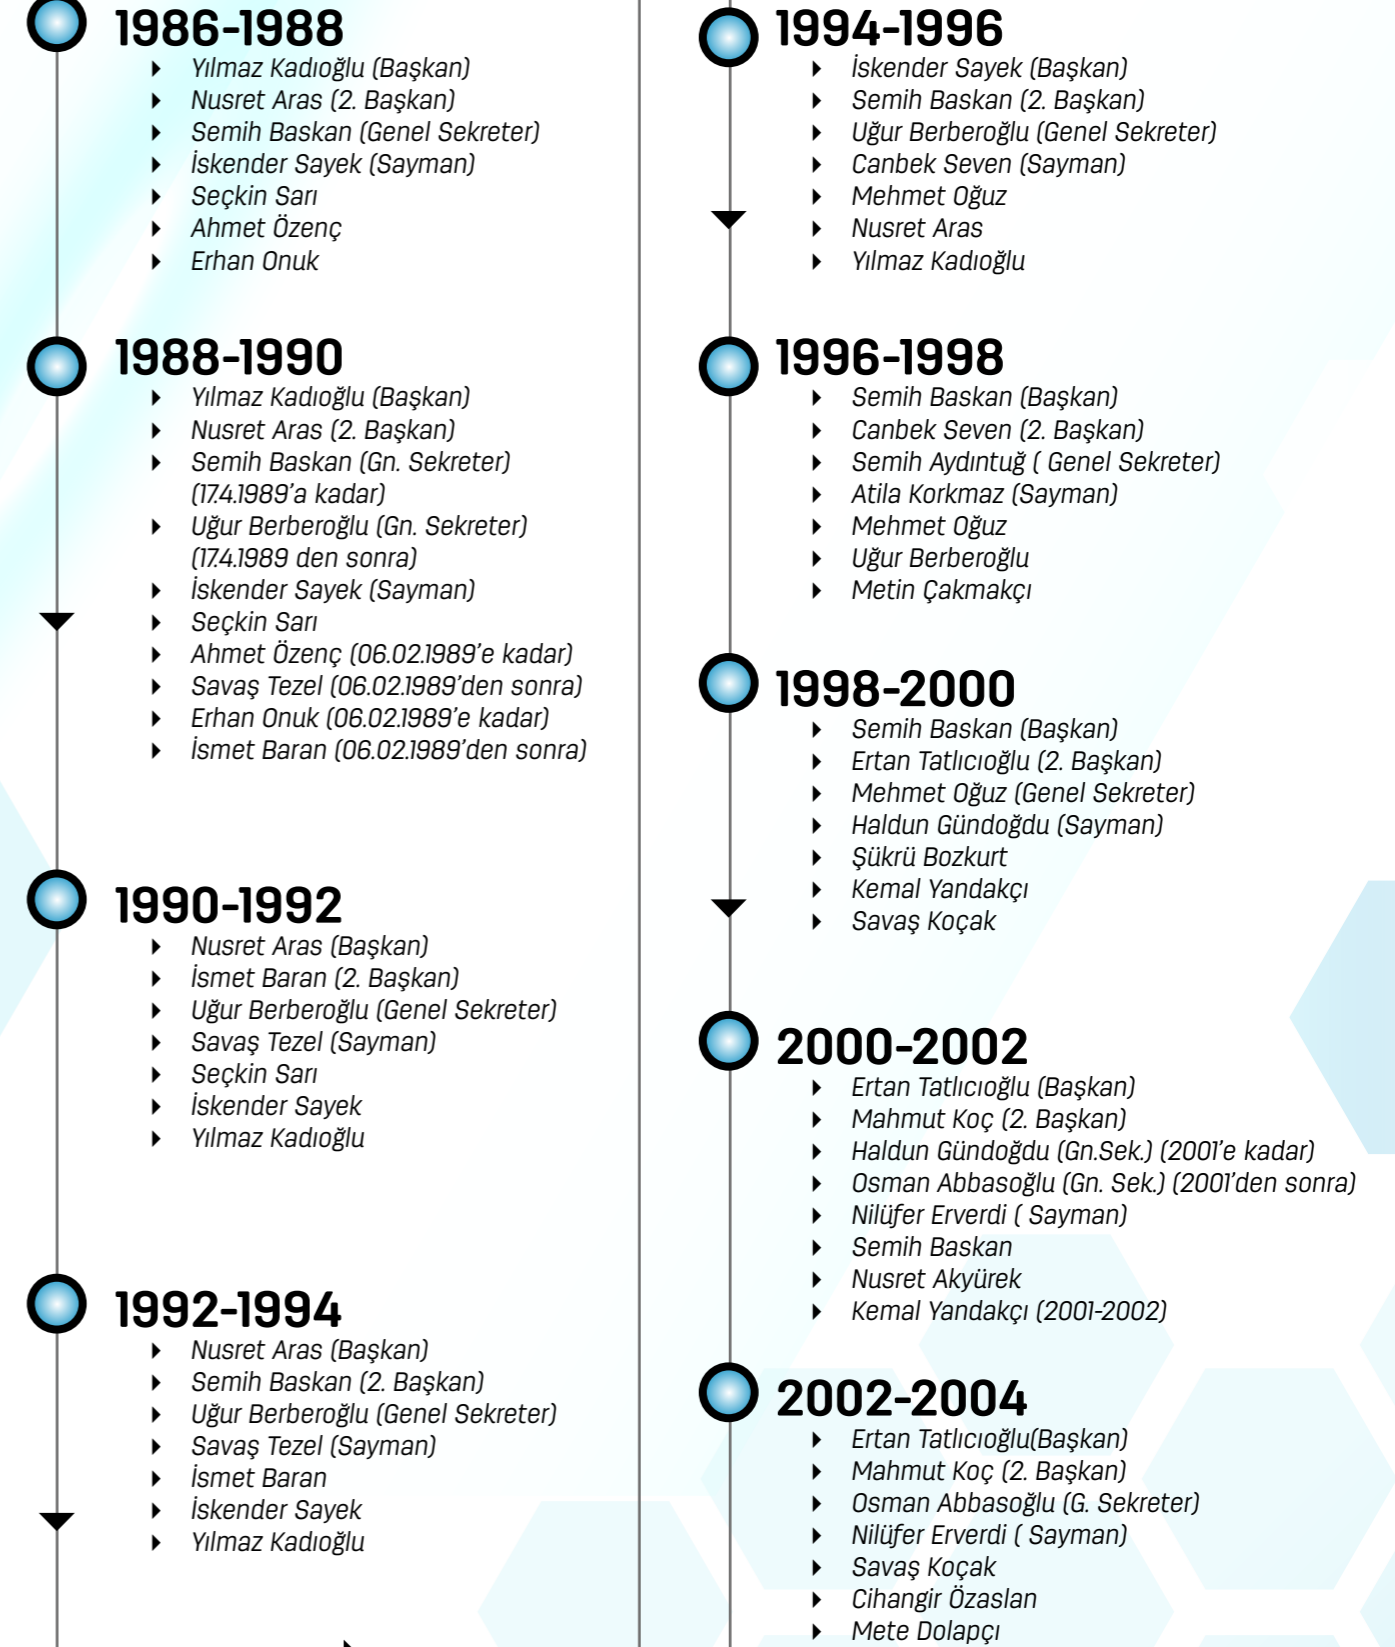 1986-1988
Yılmaz Kadıoğlu (Başkan)
Nusret Aras (2. Başkan)
Semih Baskan (Genel Sekreter)
İskender Sayek (Sayman)
Seçkin Sarı
Ahmet Özenç
Erhan Onuk
1988-1990
Yılmaz Kadıoğlu (Başkan)
Nusret Aras (2. Başkan)
Semih Baskan (Gn. Sekreter)
(17.4.1989’a kadar)
Uğur Berberoğlu (Gn. Sekreter)
(17.4.1989 den sonra)
İskender Sayek (Sayman)
Seçkin Sarı
Ahmet Özenç (06.02.1989’e kadar)
Savaş Tezel (06.02.1989’den sonra)
Erhan Onuk (06.02.1989’e kadar)
İsmet Baran (06.02.1989’den sonra)
1990-1992
Nusret Aras (Başkan)
İsmet Baran (2. Başkan)
Uğur Berberoğlu (Genel Sekreter)
Savaş Tezel (Sayman)
Seçkin Sarı
İskender Sayek
Yılmaz Kadıoğlu
1992-1994
Nusret Aras (Başkan)
Semih Baskan (2. Başkan)
Uğur Berberoğlu (Genel Sekreter)
Savaş Tezel (Sayman)
İsmet Baran
İskender Sayek
Yılmaz Kadıoğlu
1994-1996
İskender Sayek (Başkan)
Semih Baskan (2. Başkan)
Uğur Berberoğlu (Genel Sekreter)
Canbek Seven (Sayman)
Mehmet Oğuz
Nusret Aras
Yılmaz Kadıoğlu
1996-1998
Semih Baskan (Başkan)
Canbek Seven (2. Başkan)
Semih Aydıntuğ ( Genel Sekreter)
Atila Korkmaz (Sayman)
Mehmet Oğuz
Uğur Berberoğlu
Metin Çakmakçı
1998-2000
Semih Baskan (Başkan)
Ertan Tatlıcıoğlu (2. Başkan)
Mehmet Oğuz (Genel Sekreter)
Haldun Gündoğdu (Sayman)
Şükrü Bozkurt
Kemal Yandakçı
Savaş Koçak
2000-2002
Ertan Tatlıcıoğlu (Başkan)
Mahmut Koç (2. Başkan)
Haldun Gündoğdu (Gn.Sek.) (2001’e kadar)
Osman Abbasoğlu (Gn. Sek.) (2001’den sonra)
Nilüfer Erverdi ( Sayman)
Semih Baskan
Nusret Akyürek
Kemal Yandakçı (2001-2002)
2002-2004
Ertan Tatlıcıoğlu(Başkan)
Mahmut Koç (2. Başkan)
Osman Abbasoğlu (G. Sekreter)
Nilüfer Erverdi ( Sayman)
Savaş Koçak
Cihangir Özaslan
Mete Dolapçı